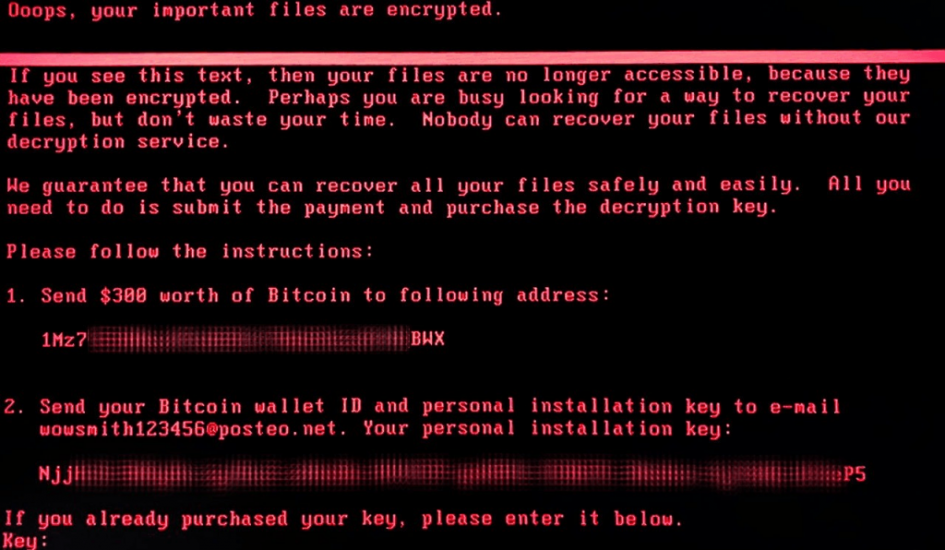 Ooops, your important files are encrypted.
If you see this text, then your files are no longer accessible, because they
have been encrypted.  Perhaps you are busy looking for a way to recover your
files, but don't waste your time.  Nobody can recover your files without our
decryption service.
We guarantee that you can recover all your files safely and easily.  All you
need to do is submit the payment and purchase the decryption key.
Please follow the instructions:
1. Send $300 worth of Bitcoin to following address:
1Mz7 BWX
2. Send your Bitcoin wallet ID and personal installation key to e-mail
wowsmith123456@posteo.net. Your personal installation key:
Njj P5
If you already purchased your key, please enter it below.
Key: